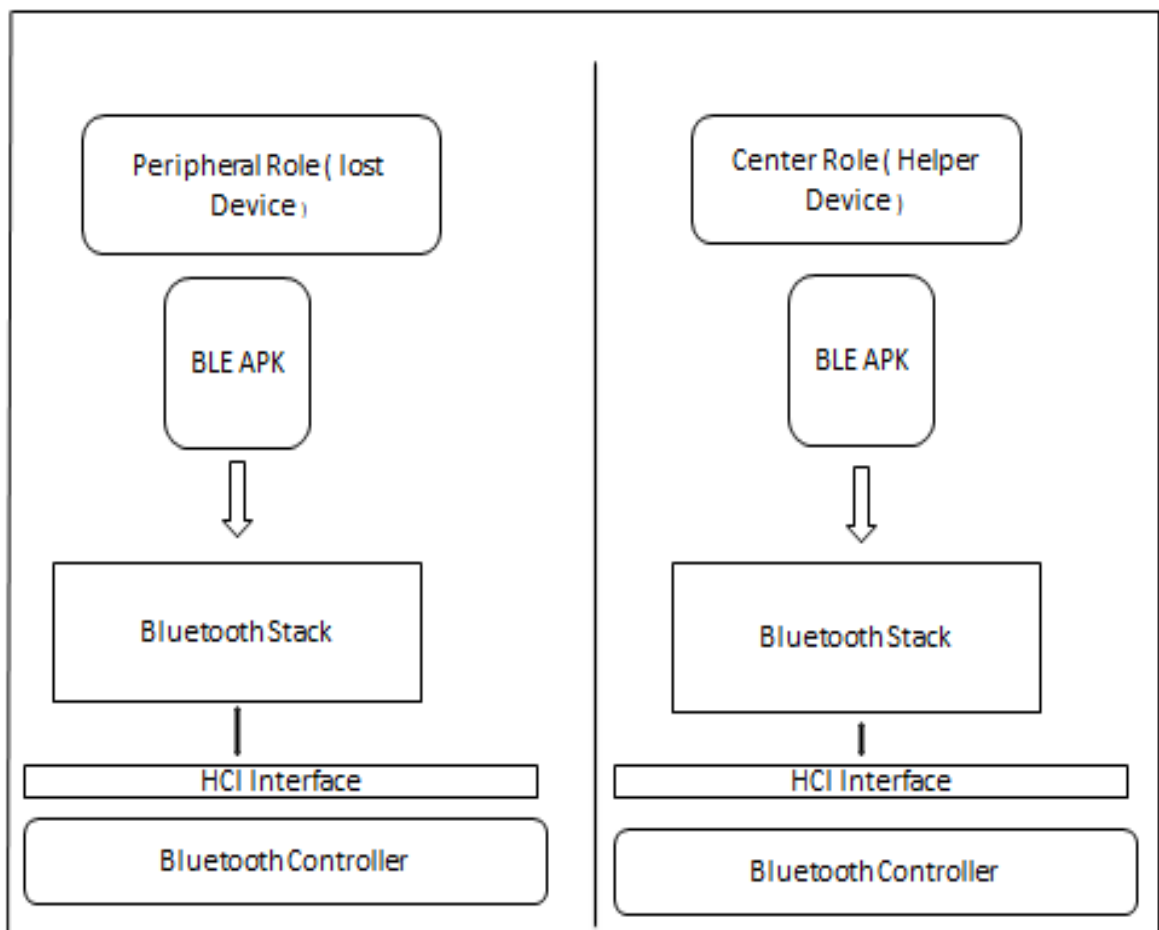 Peripheral Role ( lost
Device )
BLE APK
Bluetooth Stack
HCI Interface
Bluetooth Controller
Center Role ( Helper
Device )
BLE APK
Bluetooth Stack
HCI Interface
Bluetooth Controller